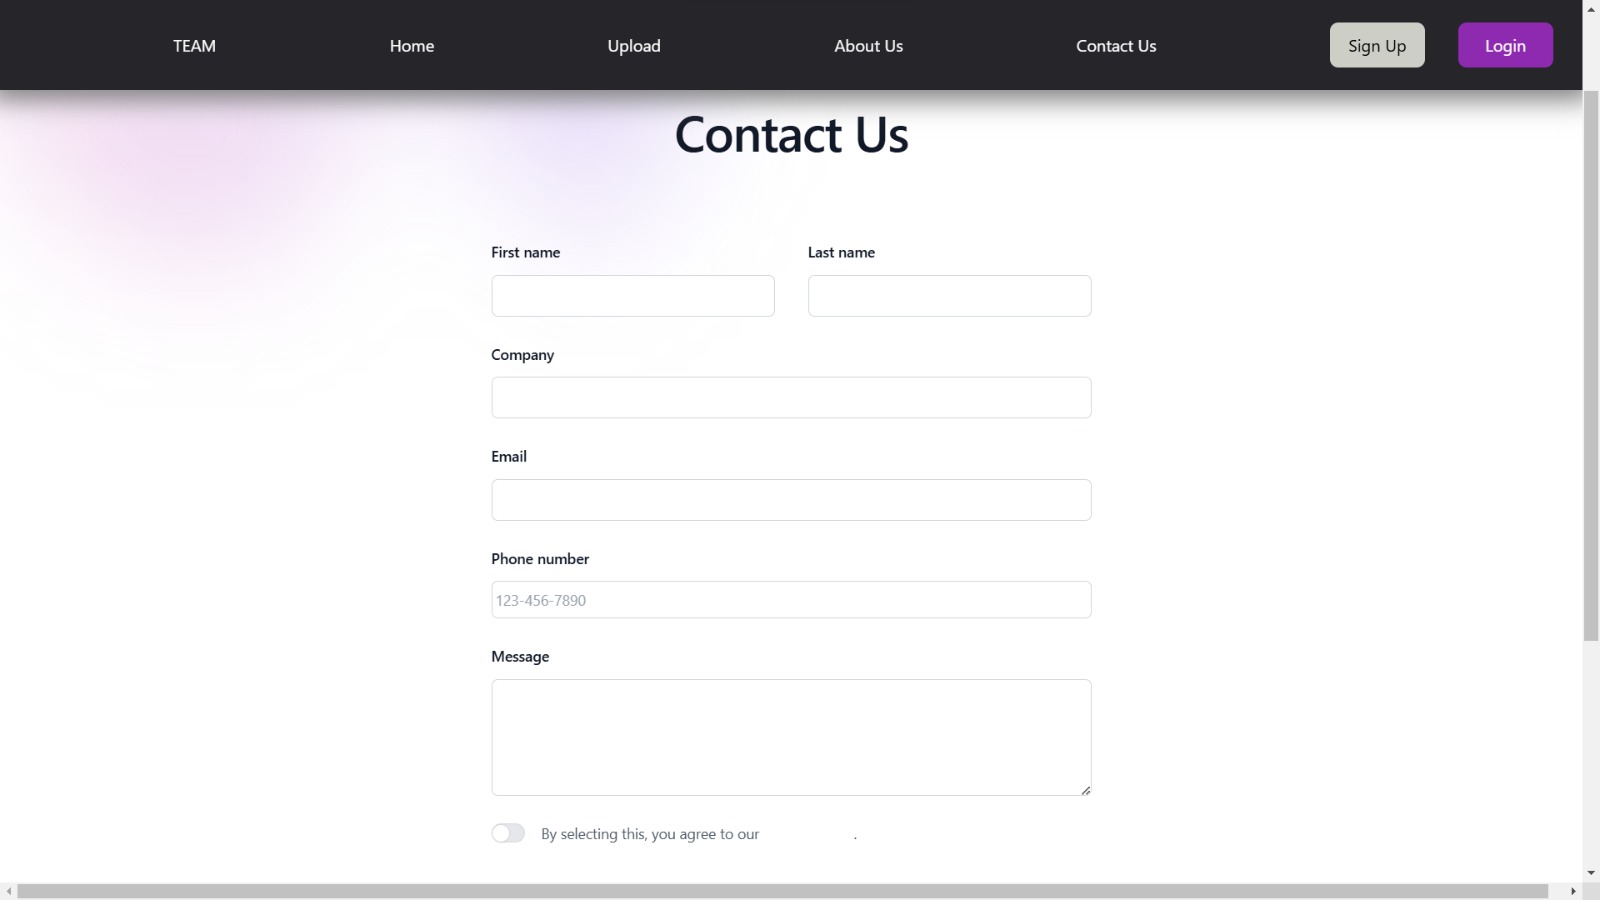 TEAM Home Upload About Us Contact Us Sign Up Login
Contact Us
First name Last name
Company
Email
Phone number
123-456-7890
Message
By selecting this, you agree to our .